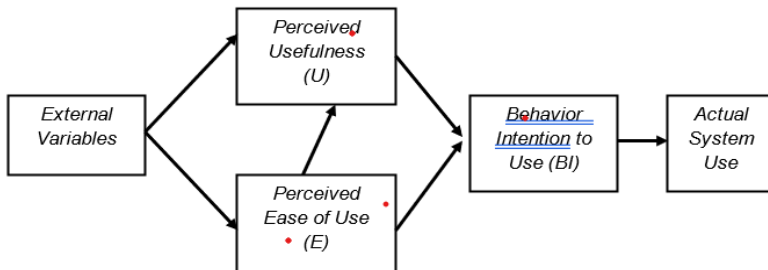 Perceived
Usefulness
(U)
External
Variables
Behavior
Intention to
Use (BI)
Actual
System
Use
Perceived
Ease of Use
(E)